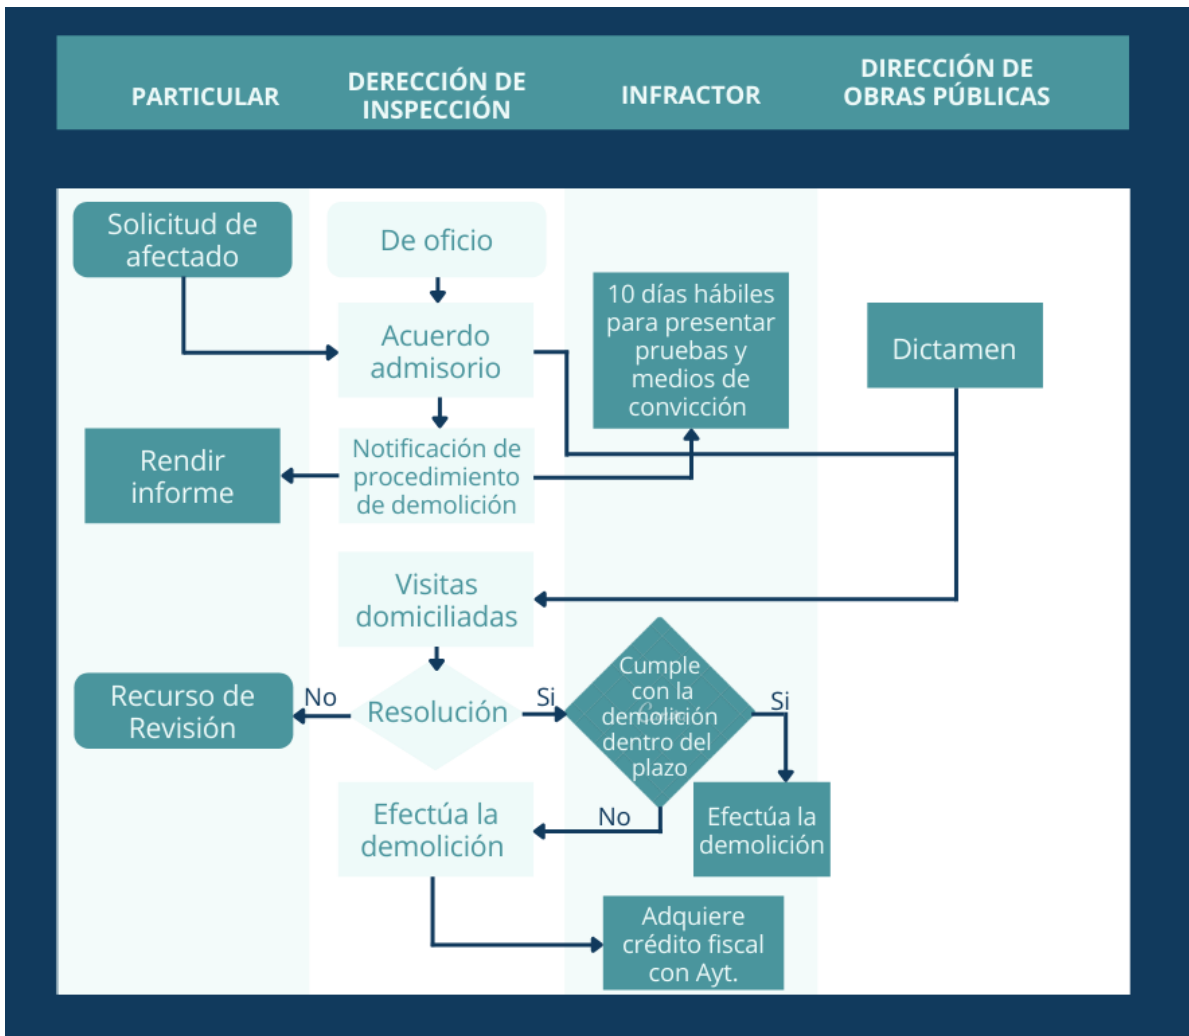 PARTICULAR
DERECCIÓN DE
INSPECCIÓN
INFRACTOR
DIRECCIÓN DE
OBRAS PÚBLICAS
Solicitud de
afectado
De oficio
Acuerdo
admisorio
10 días hábiles
para presentar
pruebas y
medios de
convicción
Dictamen
Rendir
informe
Notificación de
procedimiento
de demolición
Visitas
domiciliadas
Recurso de
Revisión
No
Resolución
Si
Cumple
con la
demolición
dentro del
plazo
Si
Efectúa la
demolición
No
Efectúa la
demolición
Adquiere
crédito fiscal
con Ayt.